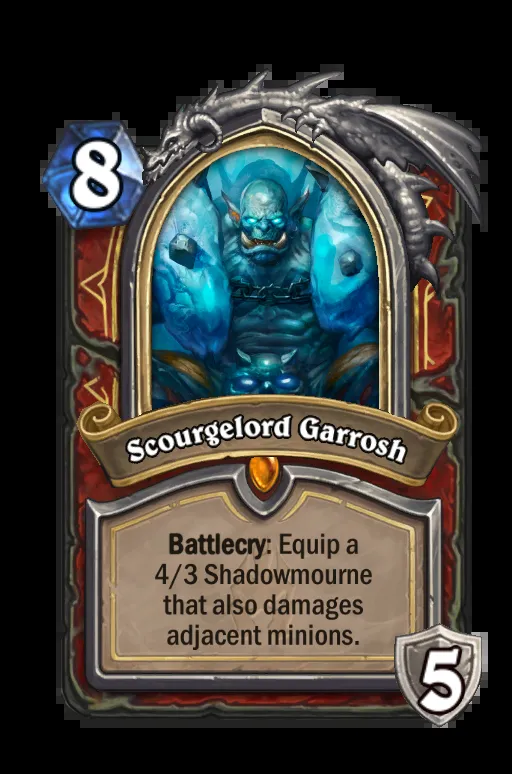 8
Scourgelord Garrosh
Battlecry: Equip a
4/3 Shadowmourne
that also damages
adjacent minions.
5